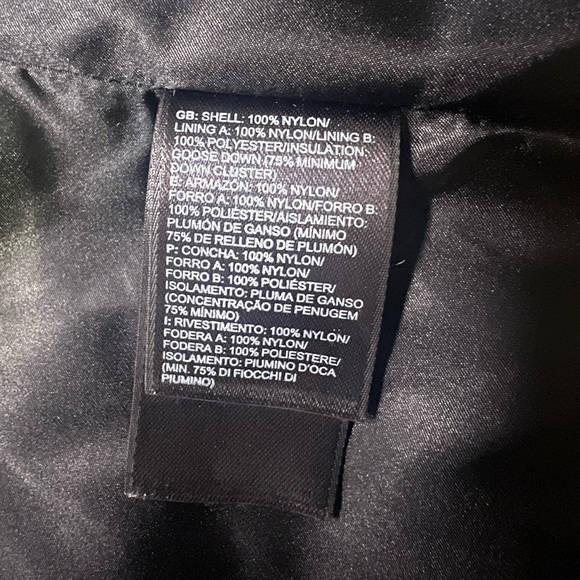 GB: SHELL: 100% NYLON/
LINING A: 100% NYLON/LINING B:
100% POLYESTER/INSULATION:
GOOSE DOWN (75% MINIMUM
DOWN CLUSTER)
E: ARMAZÓN: 100% NYLON/
FORRO A: 100% NYLON/FORRO B:
100% POLIÉSTER/AISLAMIENTO:
PLUMÓN DE GANSO (MÍNIMO
75% DE RELLENO DE PLUMÓN)
P: CONCHA: 100% NYLON/
FORRO A: 100% NYLON/
FORRO B: 100% POLIÉSTER/
ISOLAMENTO: PLUMA DE GANSO
(CONCENTRAÇÃO DE PENUGEM
75% MÍNIMO)
I: RIVESTIMENTO: 100% NYLON/
FODERA A: 100% NYLON/
FODERA B: 100% POLIESTERE/
ISOLAMENTO: PIUMINO D'OCA
(MIN. 75% DI FIOCCHI DI
PIUMINO)